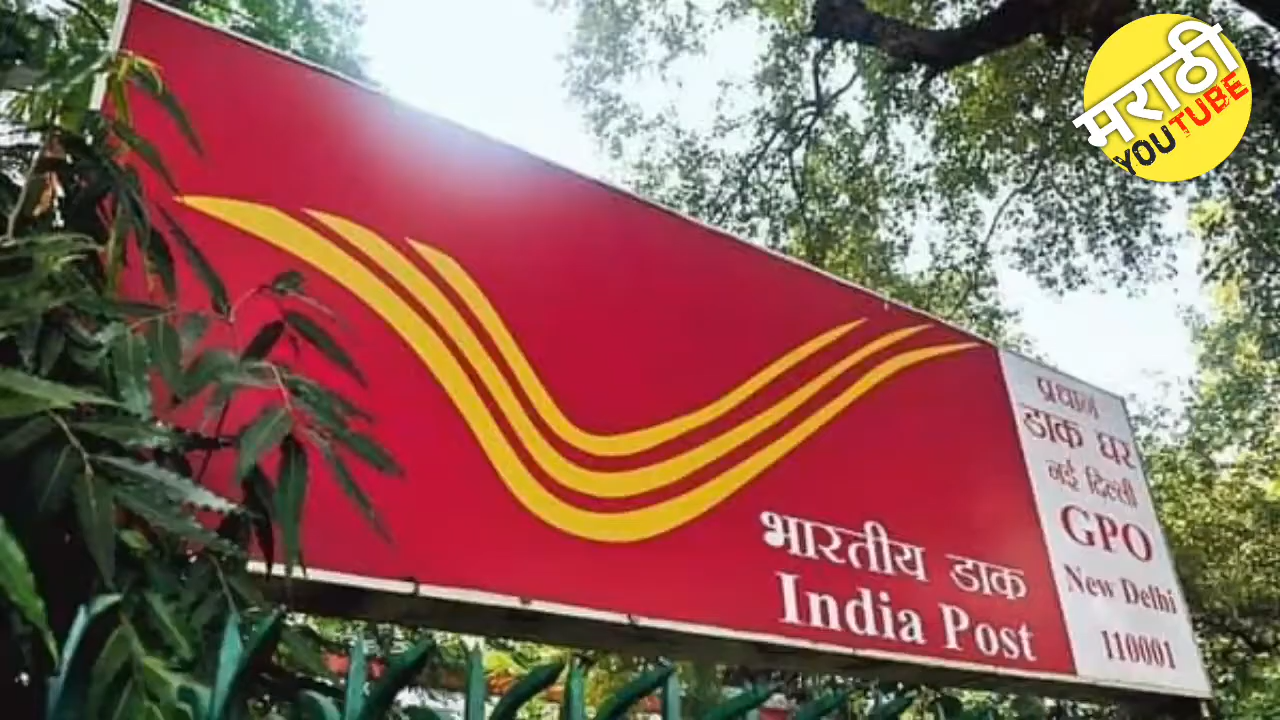 मराठी
YOUTUBE
भारतीय डाक
India Post
प्रधान
डाक घर
नई दिल्ली
GPO
New Delhi
110001